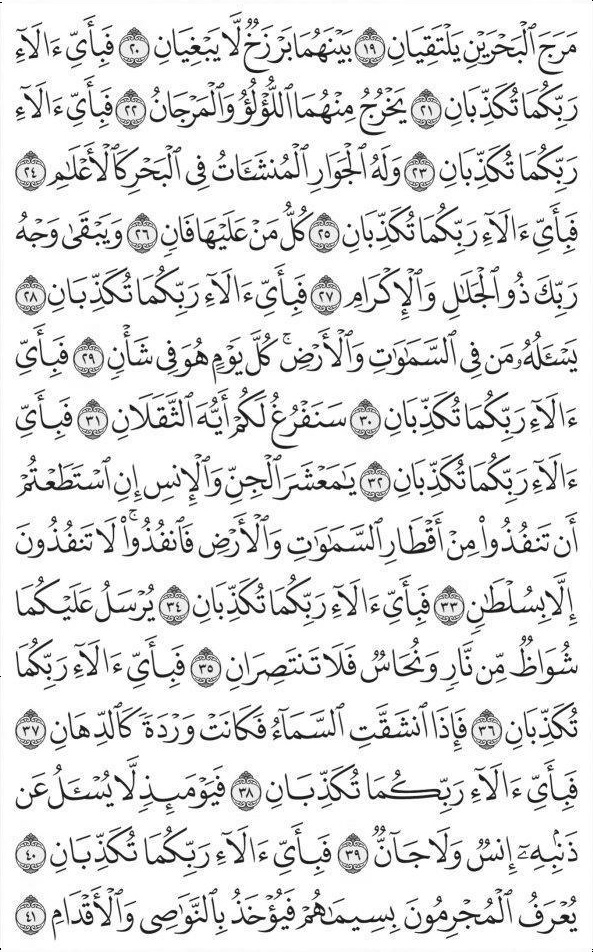 مَرَجَ ٱلْبَحْرَيْنِ يَلْتَقِيَانِ ١٩ بَيْنَهُمَا بَرْزَخٌ لَّا يَبْغِيَانِ ٢٠ فَبِأَيِّ ءَالَآءِ
رَبِّكُمَا تُكَذِّبَانِ ٢١ يَخْرُجُ مِنْهُمَا ٱللُّؤْلُؤُ وَٱلْمَرْجَانُ ٢٢ فَبِأَيِّ ءَالَآءِ
رَبِّكُمَا تُكَذِّبَانِ ٢٣ وَلَهُ ٱلْجَوَارِ ٱلْمُنشَـَٔاتُ فِى ٱلْبَحْرِ كَٱلْأَعْلَـٰمِ ٢٤
فَبِأَيِّ ءَالَآءِ رَبِّكُمَا تُكَذِّبَانِ ٢٥ كُلُّ مَنْ عَلَيْهَا فَانٍ ٢٦ وَيَبْقَىٰ وَجْهُ
رَبِّكَ ذُو ٱلْجَلَـٰلِ وَٱلْإِكْرَامِ ٢٧ فَبِأَيِّ ءَالَآءِ رَبِّكُمَا تُكَذِّبَانِ ٢٨
يَسْـَٔلُهُۥ مَن فِى ٱلسَّمَـٰوَٰتِ وَٱلْأَرْضِ ۚ كُلَّ يَوْمٍ هُوَ فِى شَأْنٍ ٢٩ فَبِأَيِّ
ءَالَآءِ رَبِّكُمَا تُكَذِّبَانِ ٣٠ سَنَفْرُغُ لَكُمْ أَيُّهَ ٱلثَّقَلَانِ ٣١ فَبِأَيِّ
ءَالَآءِ رَبِّكُمَا تُكَذِّبَانِ ٣٢ يَـٰمَعْشَرَ ٱلْجِنِّ وَٱلْإِنسِ إِنِ ٱسْتَطَعْتُمْ
أَن تَنفُذُوا۟ مِنْ أَقْطَارِ ٱلسَّمَـٰوَٰتِ وَٱلْأَرْضِ فَٱنفُذُوا۟ ۚ لَا تَنفُذُونَ
إِلَّا بِسُلْطَـٰنٍ ٣٣ فَبِأَيِّ ءَالَآءِ رَبِّكُمَا تُكَذِّبَانِ ٣٤ يُرْسَلُ عَلَيْكُمَا
شُوَاظٌ مِّن نَّارٍ وَنُحَاسٌ فَلَا تَنتَصِرَانِ ٣٥ فَبِأَيِّ ءَالَآءِ رَبِّكُمَا
تُكَذِّبَانِ ٣٦ فَإِذَا ٱنشَقَّتِ ٱلسَّمَآءُ فَكَانَتْ وَرْدَةً كَٱلدِّهَانِ ٣٧
فَبِأَيِّ ءَالَآءِ رَبِّكُمَا تُكَذِّبَانِ ٣٨ فَيَوْمَئِذٍ لَّا يُسْـَٔلُ عَن
ذَنۢبِهِۦٓ إِنسٌ وَلَا جَآنٌّ ٣٩ فَبِأَيِّ ءَالَآءِ رَبِّكُمَا تُكَذِّبَانِ ٤٠
يُعْرَفُ ٱلْمُجْرِمُونَ بِسِيمَـٰهُمْ فَيُؤْخَذُ بِٱلنَّوَٰصِى وَٱلْأَقْدَامِ ٤١